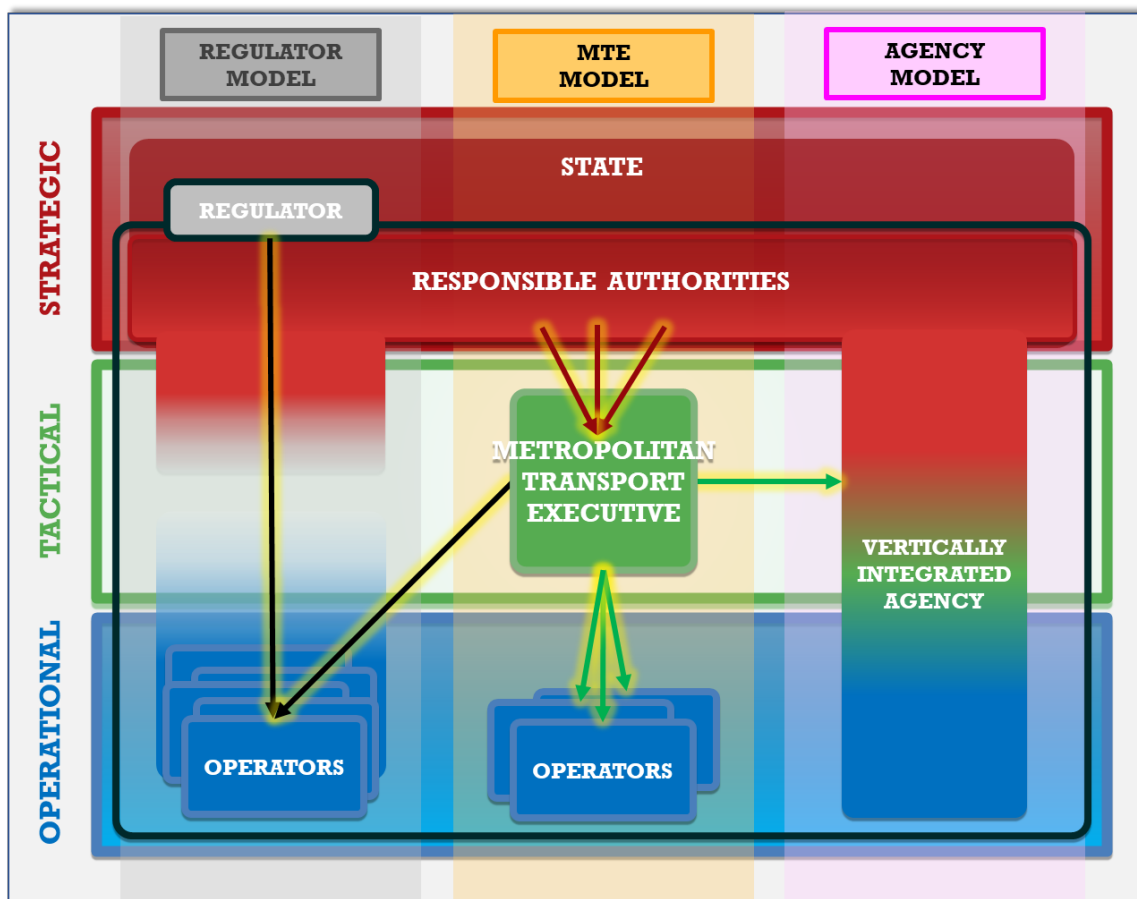 REGULATOR
MODEL
MTE
MODEL
AGENCY
MODEL
STRATEGIC
STATE
REGULATOR
RESPONSIBLE AUTHORITIES
TACTICAL
METROPOLITAN
TRANSPORT
EXECUTIVE
VERTICALLY
INTEGRATED
AGENCY
OPERATIONAL
OPERATORS
OPERATORS